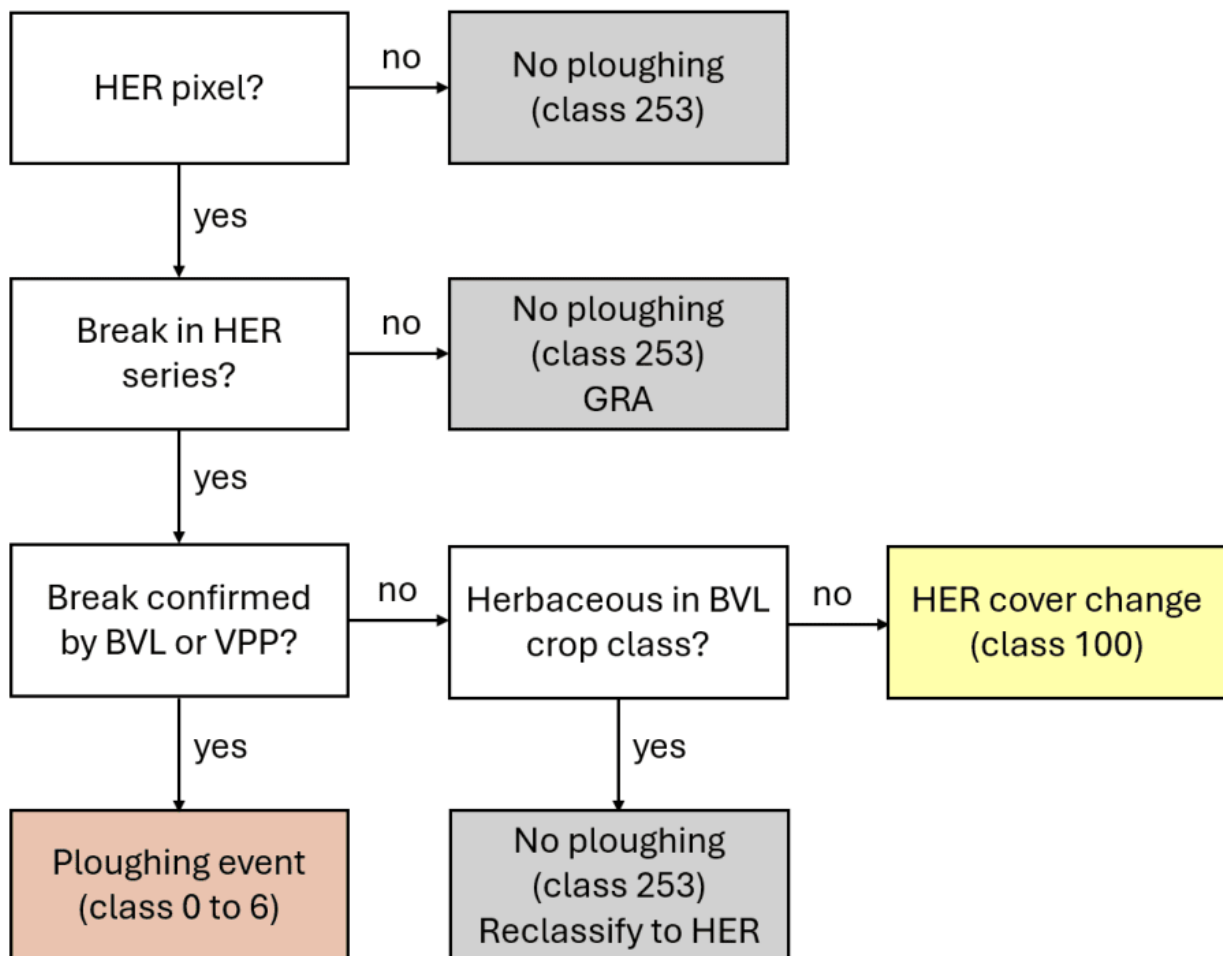 HER pixel?
no
No ploughing
(class 253)
yes
Break in HER
series?
no
No ploughing
(class 253)
GRA
yes
Break confirmed
by BVL or VPP?
no
Herbaceous in BVL
crop class?
no
HER cover change
(class 100)
yes
yes
Ploughing event
(class 0 to 6)
No ploughing
(class 253)
Reclassify to HER